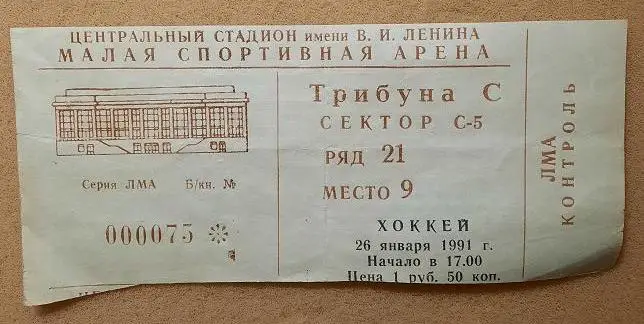 ЦЕНТРАЛЬНЫЙ СТАДИОН имени В. И. ЛЕНИНА
МАЛАЯ СПОРТИВНАЯ АРЕНА
Трибуна С
СЕКТОР С-5
РЯД 21
МЕСТО 9
Серия ЛМА Б/кн. №
000075
ХОККЕЙ
26 января 1991 г.
Начало в 17.00
Цена 1 руб. 50 коп.
ЛМА
КОНТРОЛЬ